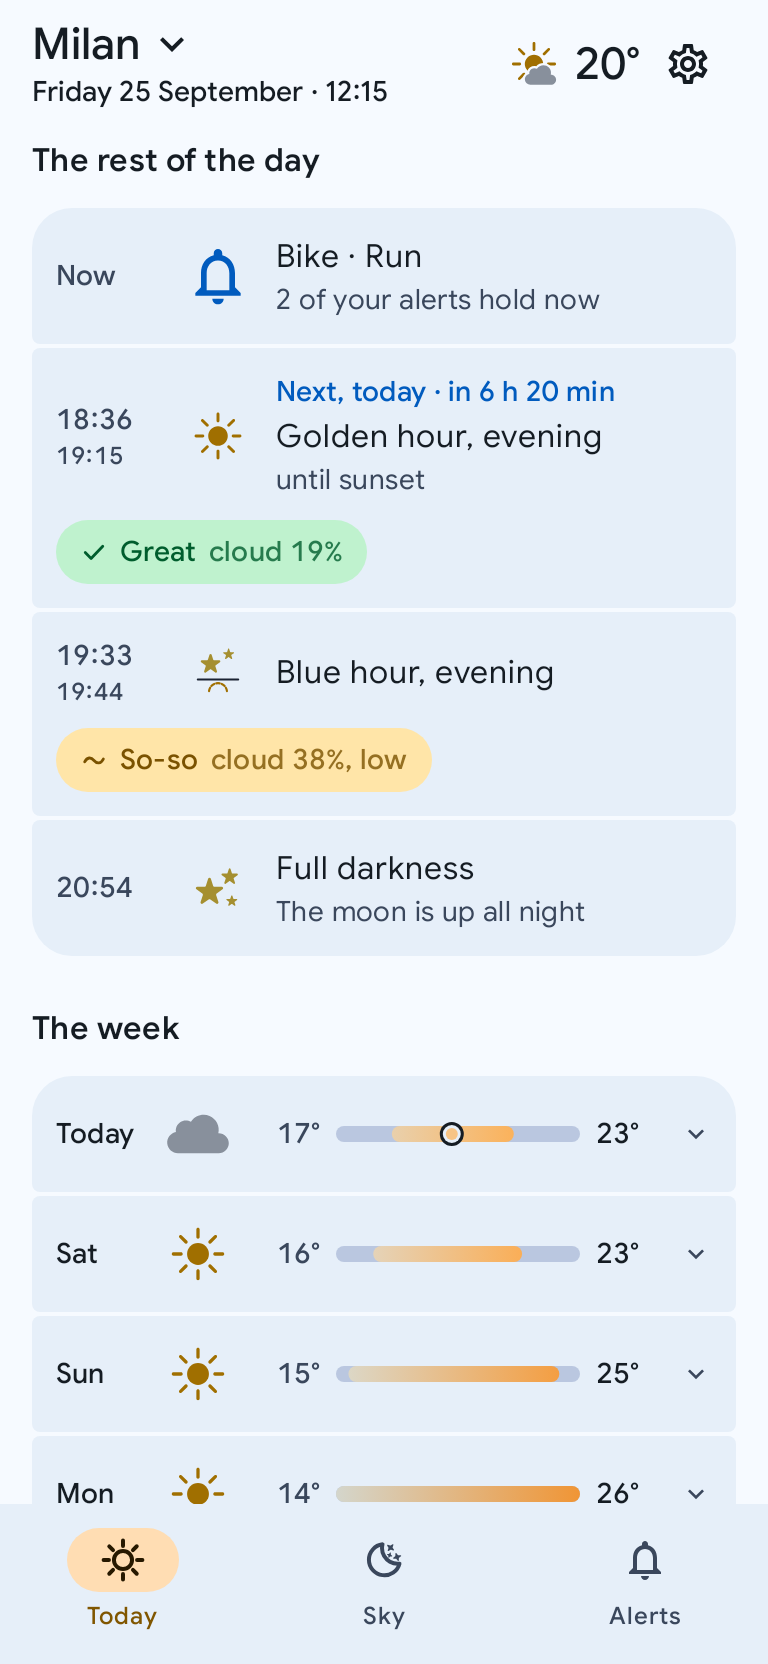 Milan
20°
Friday 25 September · 12:15
The rest of the day
Now
Bike · Run
2 of your alerts hold now
Next, today · in 6 h 20 min
18:36
19:15
Golden hour, evening
until sunset
Great cloud 19%
19:33
19:44
Blue hour, evening
~ So-so cloud 38%, low
20:54
Full darkness
The moon is up all night
The week
Today 17° 23°
Sat 16° 23°
Sun 15° 25°
Mon 14° 26°
Today Sky Alerts